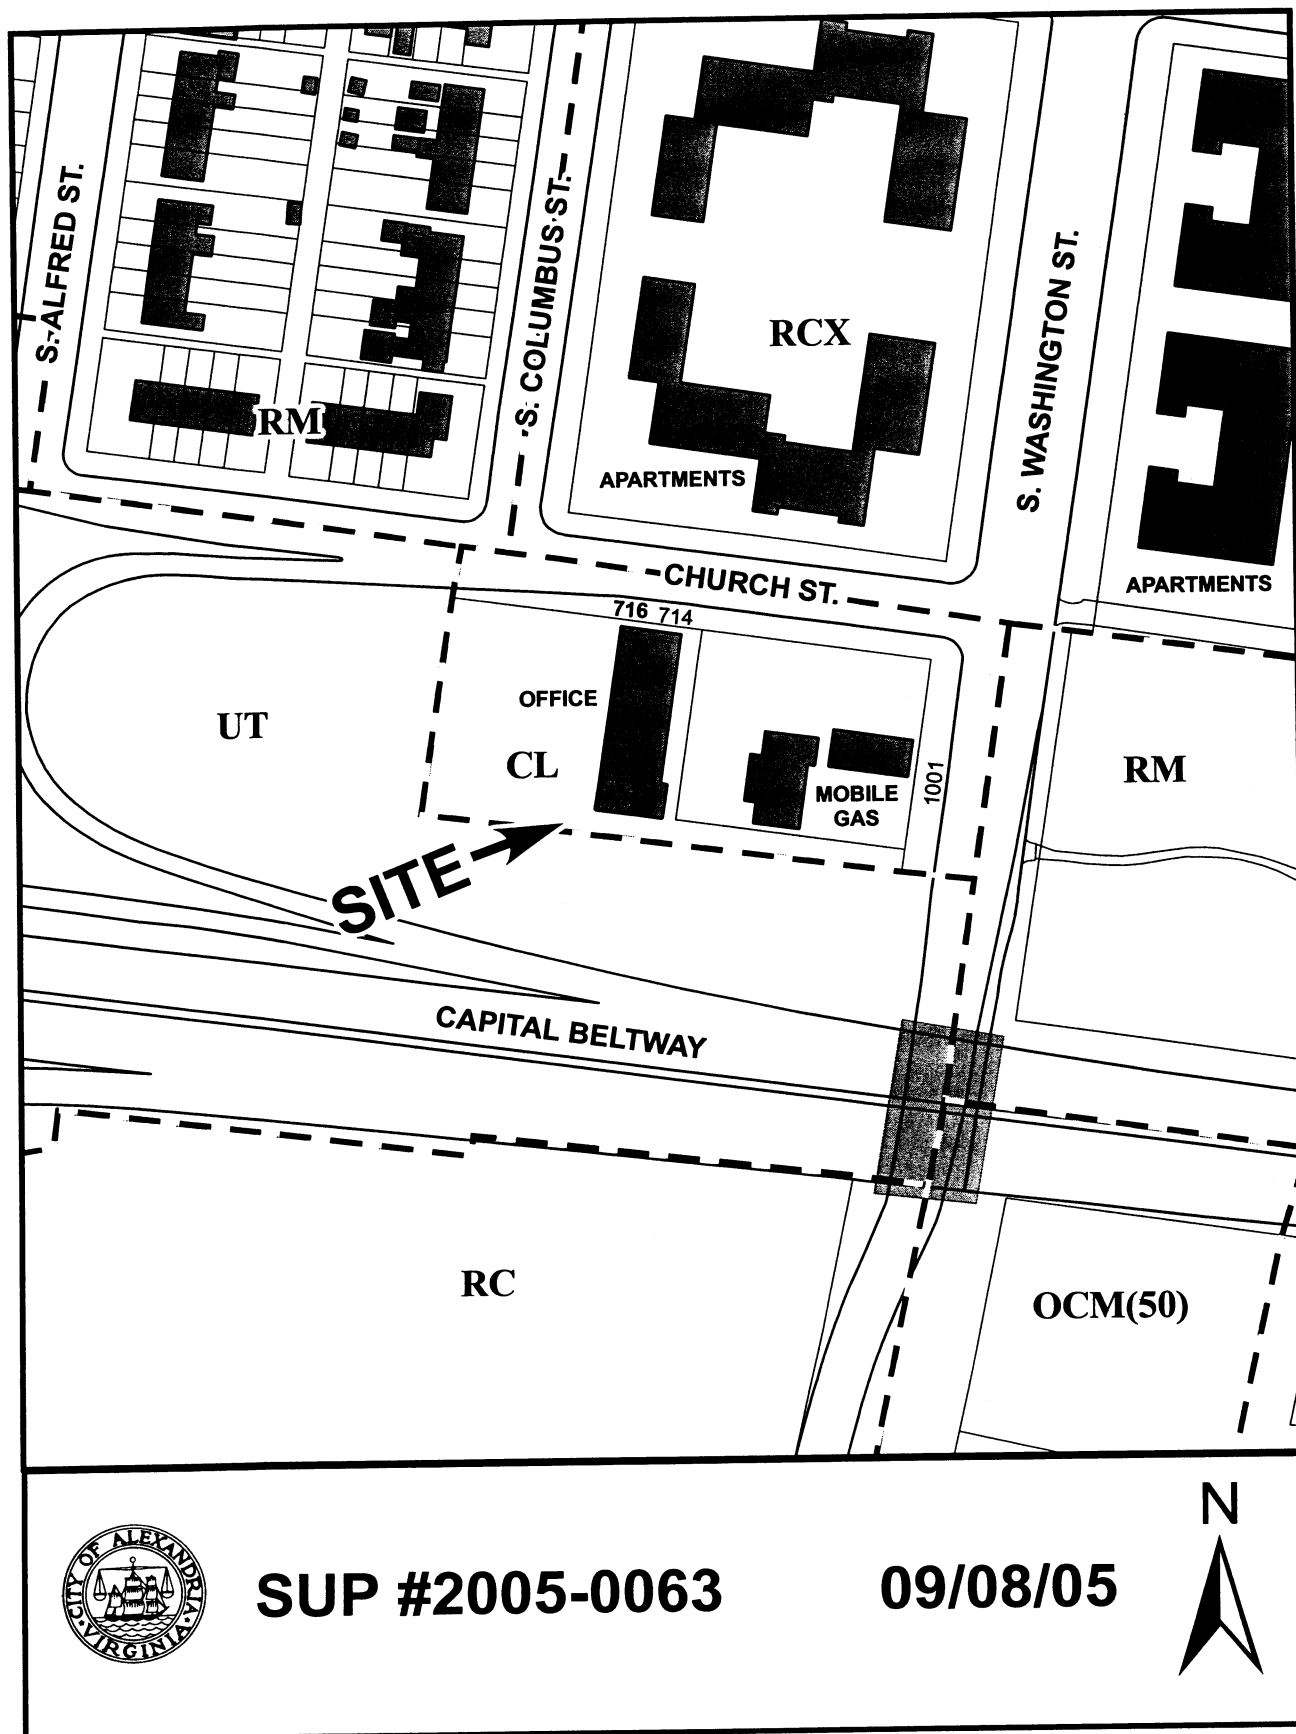 S. ALFRED ST.
S. COLUMBUS ST.
S. WASHINGTON ST.
RCX
RM
APARTMENTS
APARTMENTS
CHURCH ST.
716 714
OFFICE
UT
CL
RM
MOBILE
GAS
1001
SITE
CAPITAL BELTWAY
RC
OCM(50)
N
CITY OF ALEXANDRIA
VIRGINIA
SUP #2005-0063
09/08/05